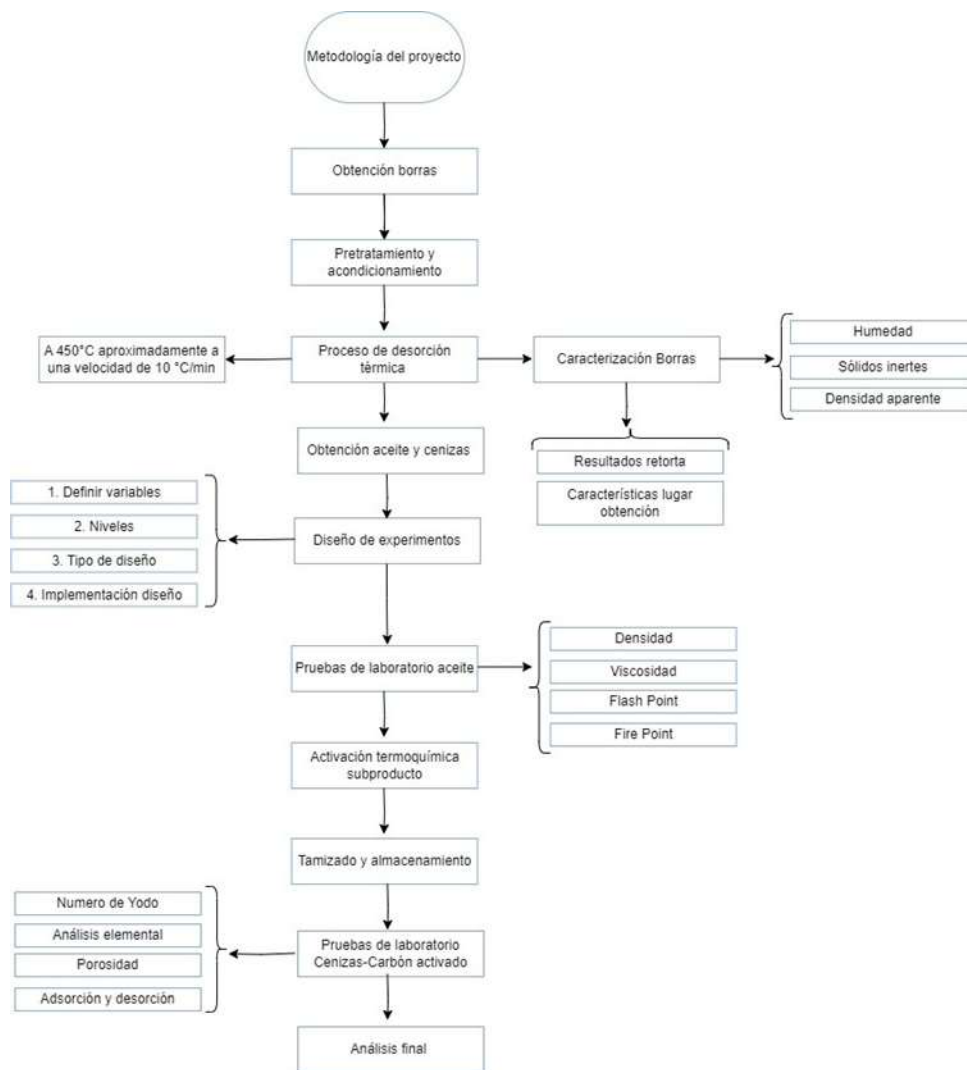 Metodología del proyecto
Obtención borras
Pretratamiento y
acondicionamiento
A 450°C aproximadamente a
una velocidad de 10 °C/min
Proceso de desorción
térmica
Caracterización Borras
Humedad
Sólidos inertes
Densidad aparente
Resultados retorta
Características lugar
obtención
Obtención aceite y cenizas
1. Definir variables
2. Niveles
3. Tipo de diseño
4. Implementación diseño
Diseño de experimentos
Pruebas de laboratorio aceite
Densidad
Viscosidad
Flash Point
Fire Point
Activación termoquímica
subproducto
Tamizado y almacenamiento
Numero de Yodo
Análisis elemental
Porosidad
Adsorción y desorción
Pruebas de laboratorio
Cenizas-Carbón activado
Análisis final